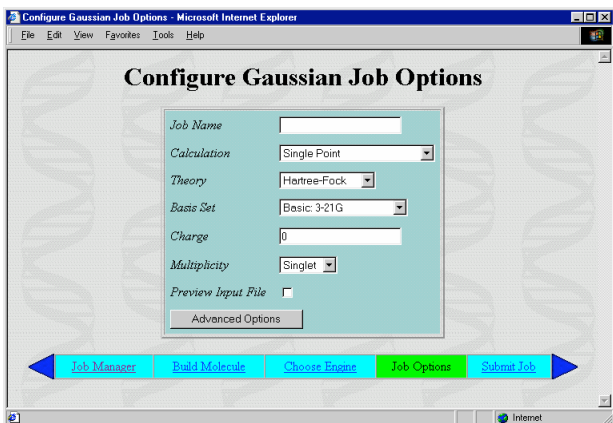 Configure Gaussian Job Options - Microsoft Internet Explorer
File Edit View Favorites Tools Help
Configure Gaussian Job Options
Job Name
Calculation Single Point
Theory Hartree-Fock
Basis Set Basic: 3-21G
Charge 0
Multiplicity Singlet
Preview Input File
Advanced Options
Job Manager Build Molecule Choose Engine Job Options Submit Job
Internet